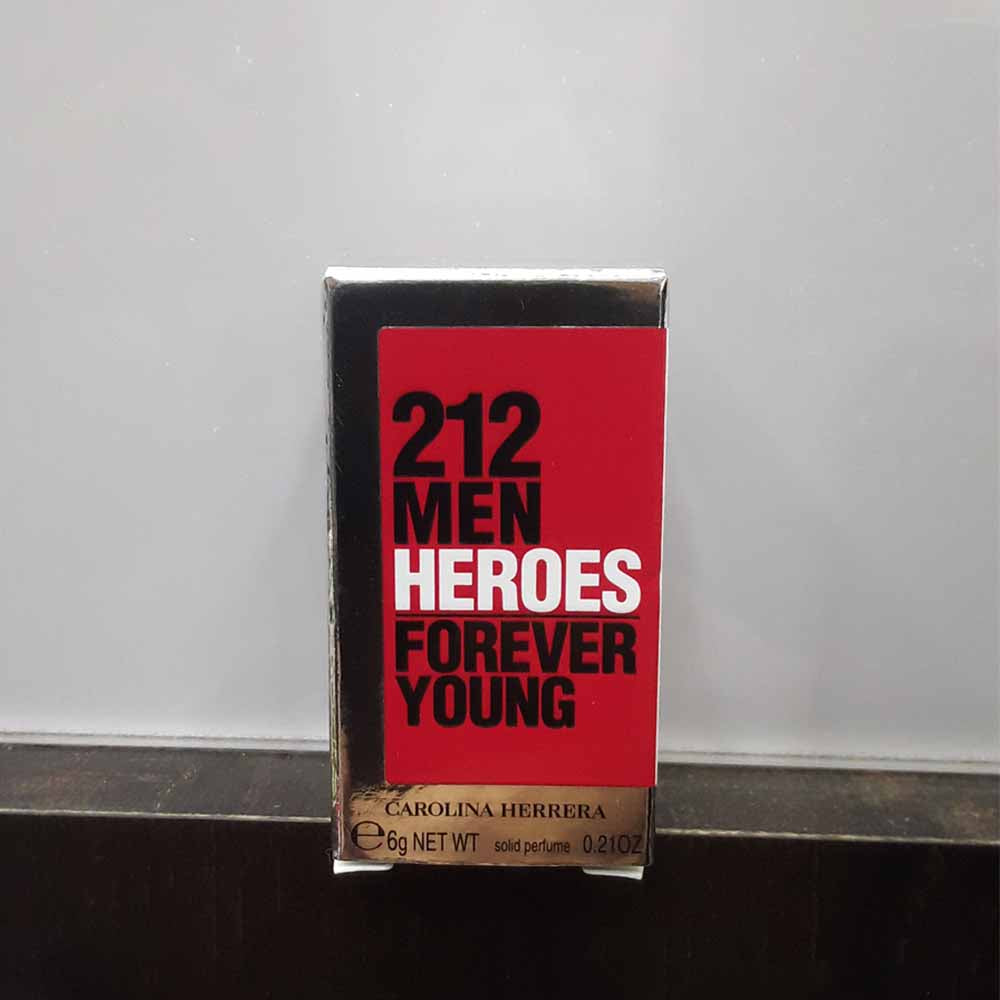 212
MEN
HEROES
FOREVER
YOUNG
CAROLINA HERRERA
℮6g NET WT solid perfume 0.21OZ